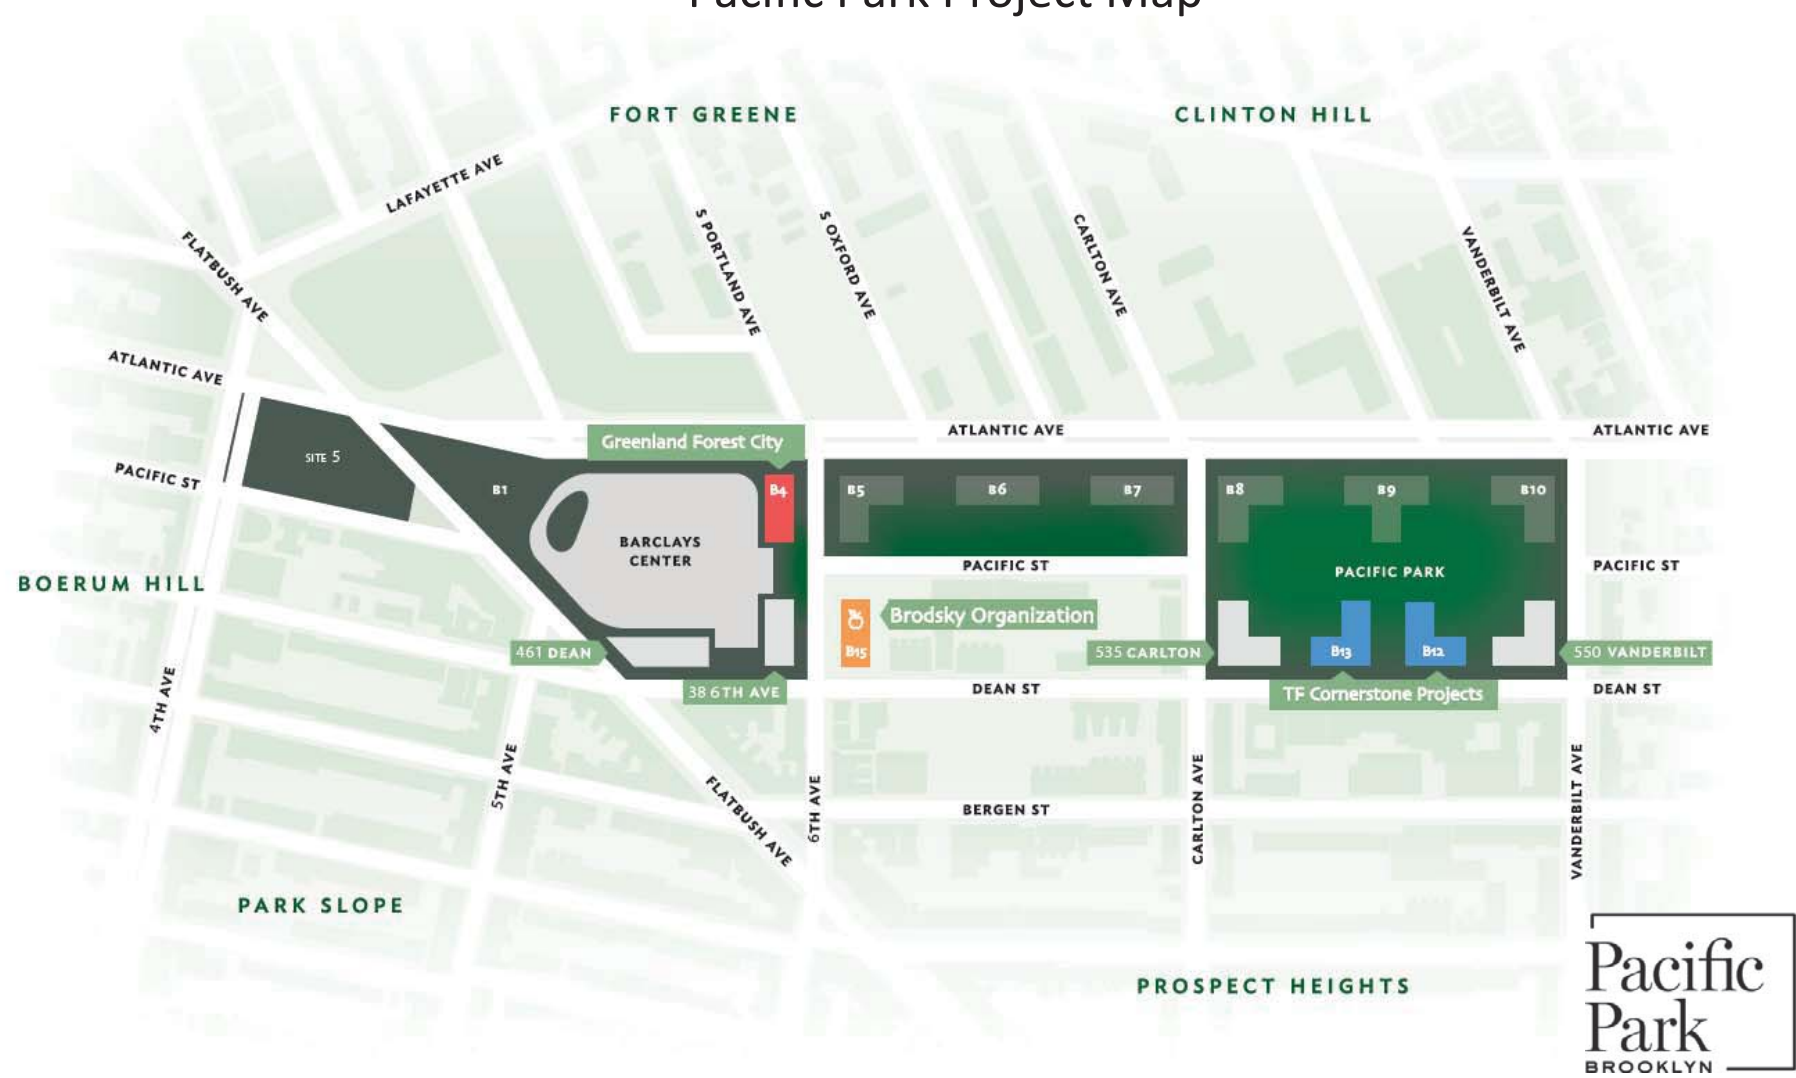 Pacific Park Project Map
FORT GREENE
CLINTON HILL
LAFAYETTE AVE
FLATBUSH AVE
S PORTLAND AVE
S OXFORD AVE
CARLTON AVE
VANDERBILT AVE
ATLANTIC AVE
ATLANTIC AVE
ATLANTIC AVE
Greenland Forest City
SITE 5
PACIFIC ST
B1
B4
B5
B6
B7
B8
B9
B10
BARCLAYS
CENTER
PACIFIC ST
PACIFIC PARK
PACIFIC ST
BOERUM HILL
Brodsky Organization
461 DEAN
B15
535 CARLTON
B13
B12
550 VANDERBILT
38 6TH AVE
DEAN ST
TF Cornerstone Projects
DEAN ST
4TH AVE
5TH AVE
FLATBUSH AVE
6TH AVE
BERGEN ST
CARLTON AVE
VANDERBILT AVE
PARK SLOPE
PROSPECT HEIGHTS
Pacific
Park
BROOKLYN